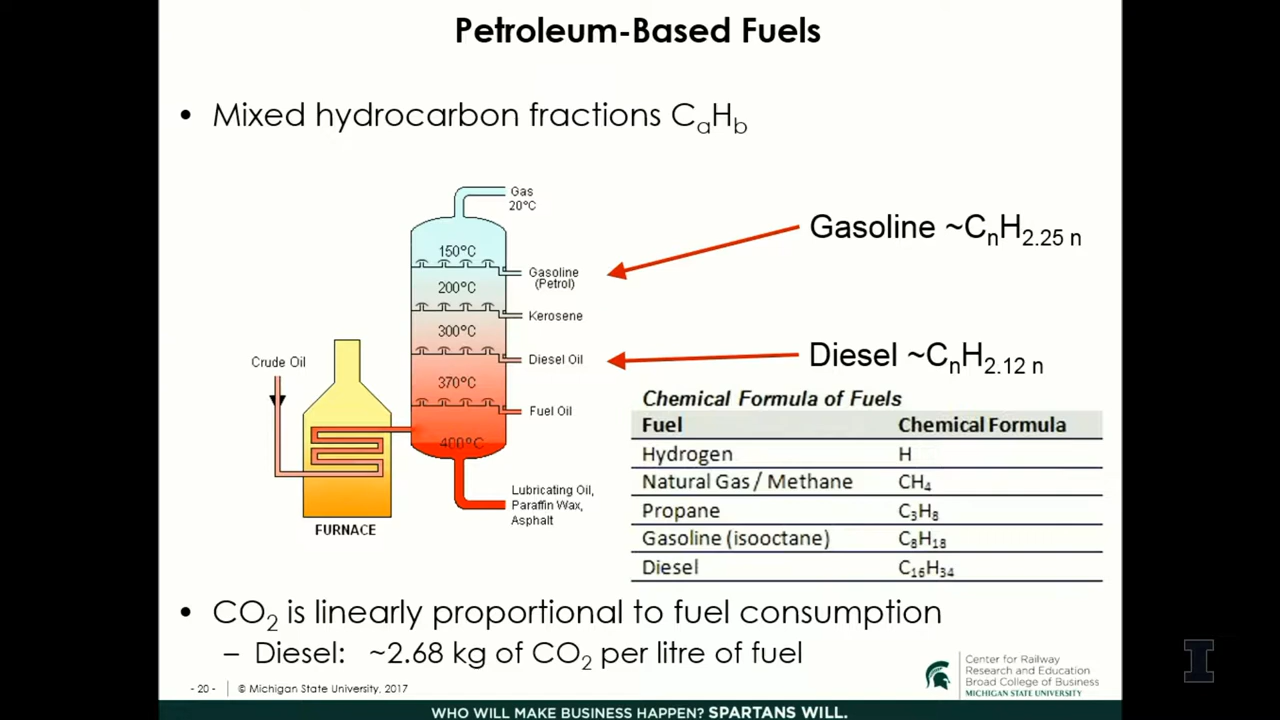 Petroleum-Based Fuels
• Mixed hydrocarbon fractions CₐH_b
Gas
20°C
150°C
Gasoline
(Petrol)
200°C
Kerosene
300°C
Diesel Oil
370°C
Fuel Oil
400°C
Crude Oil
Lubricating Oil,
Paraffin Wax,
Asphalt
FURNACE
Gasoline ~CₙH₂.₂₅ ₙ
Diesel ~CₙH₂.₁₂ ₙ
Chemical Formula of Fuels
Fuel Chemical Formula
Hydrogen H
Natural Gas / Methane CH₄
Propane C₃H₈
Gasoline (isooctane) C₈H₁₈
Diesel C₁₆H₃₄
• CO₂ is linearly proportional to fuel consumption
– Diesel: ~2.68 kg of CO₂ per litre of fuel
- 20 - | © Michigan State University, 2017
Center for Railway
Research and Education
Broad College of Business
MICHIGAN STATE UNIVERSITY
WHO WILL MAKE BUSINESS HAPPEN? SPARTANS WILL.
I